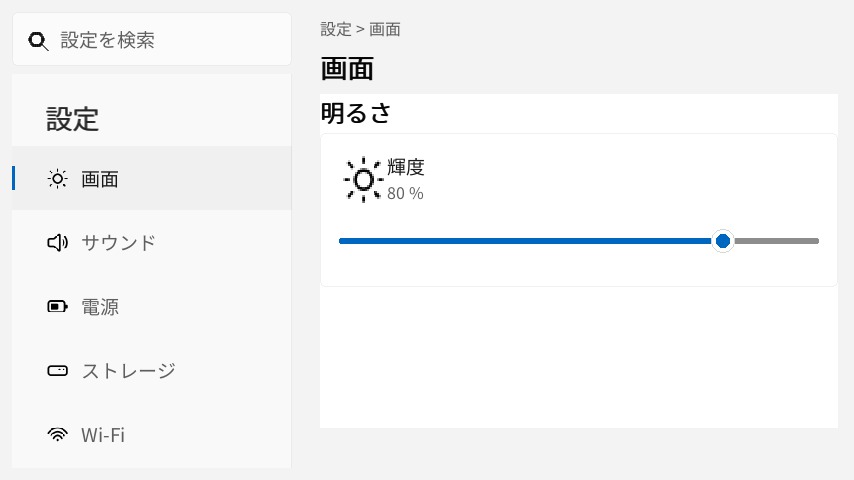 設定を検索
設定
画面
サウンド
電源
ストレージ
Wi-Fi
設定 > 画面
画面
明るさ
輝度
80 %